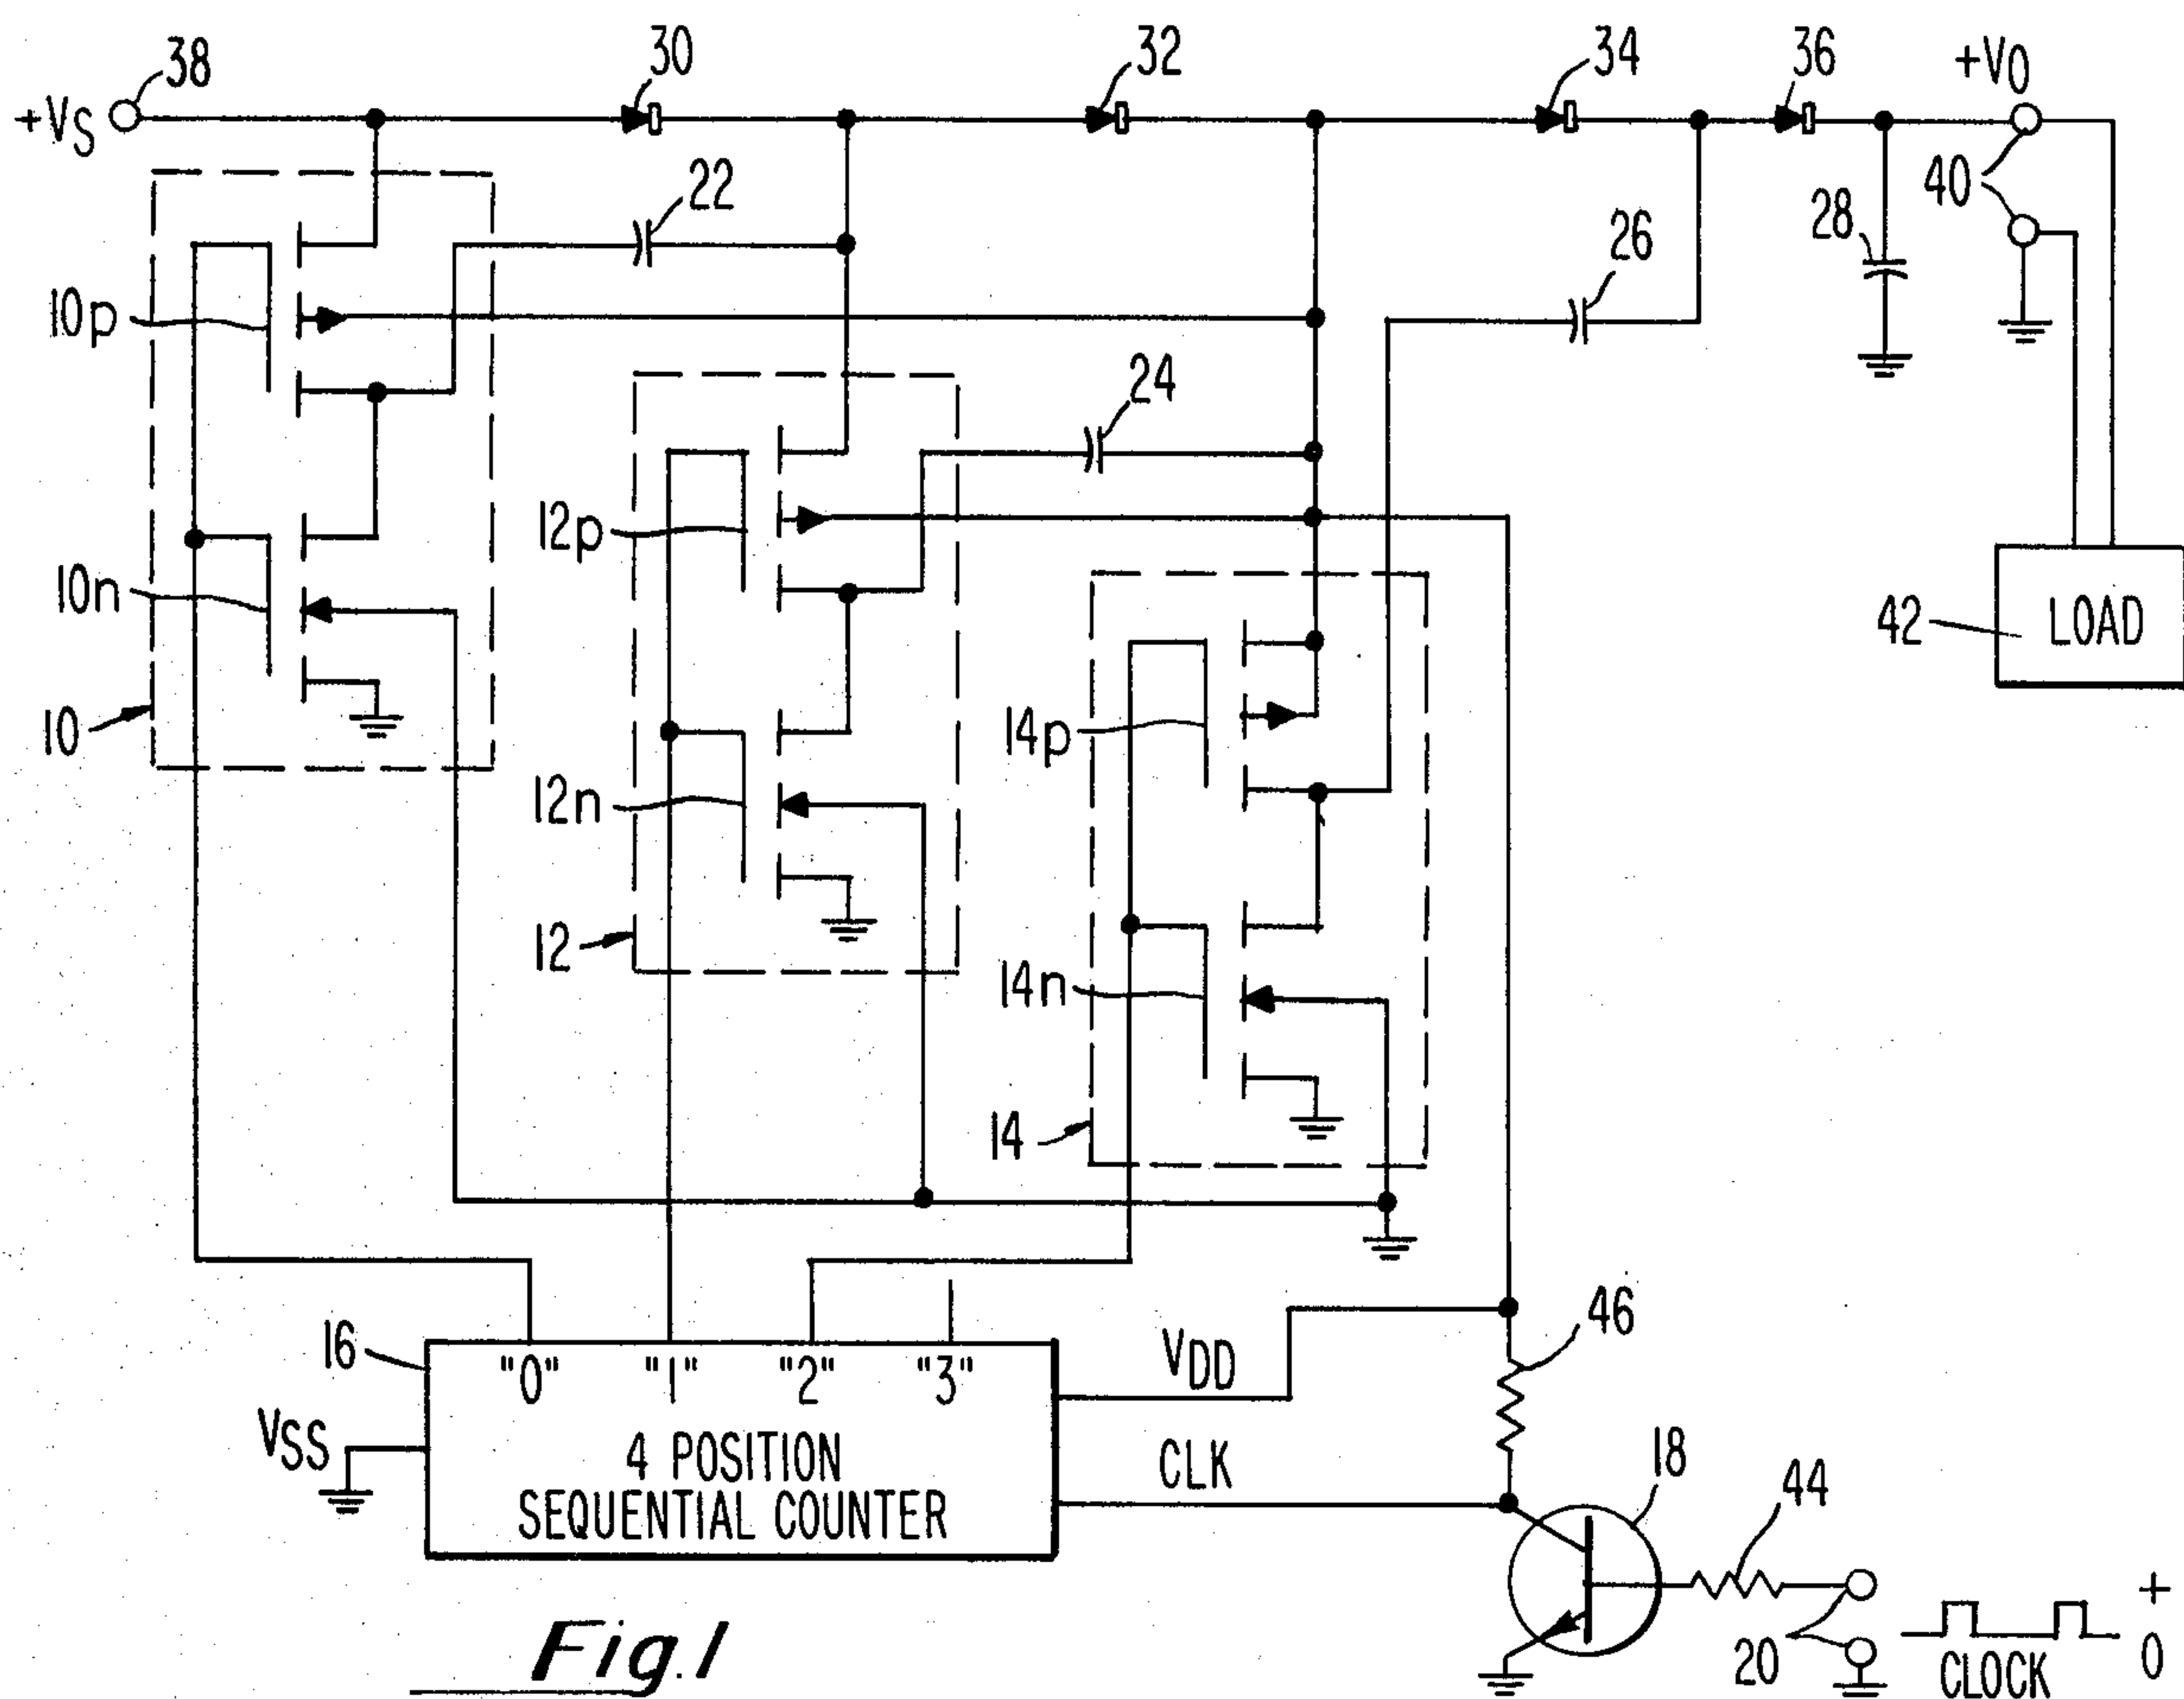 38
30
32
34
36
+VO
+VS
22
40
28
26
10p
24
12p
10n
42
LOAD
10
14p
12n
12
14n
14
46
16
"0" "1" "2" "3"
VDD
VSS
4 POSITION
SEQUENTIAL COUNTER
CLK
18
44
+
20
CLOCK
0
Fig. 1